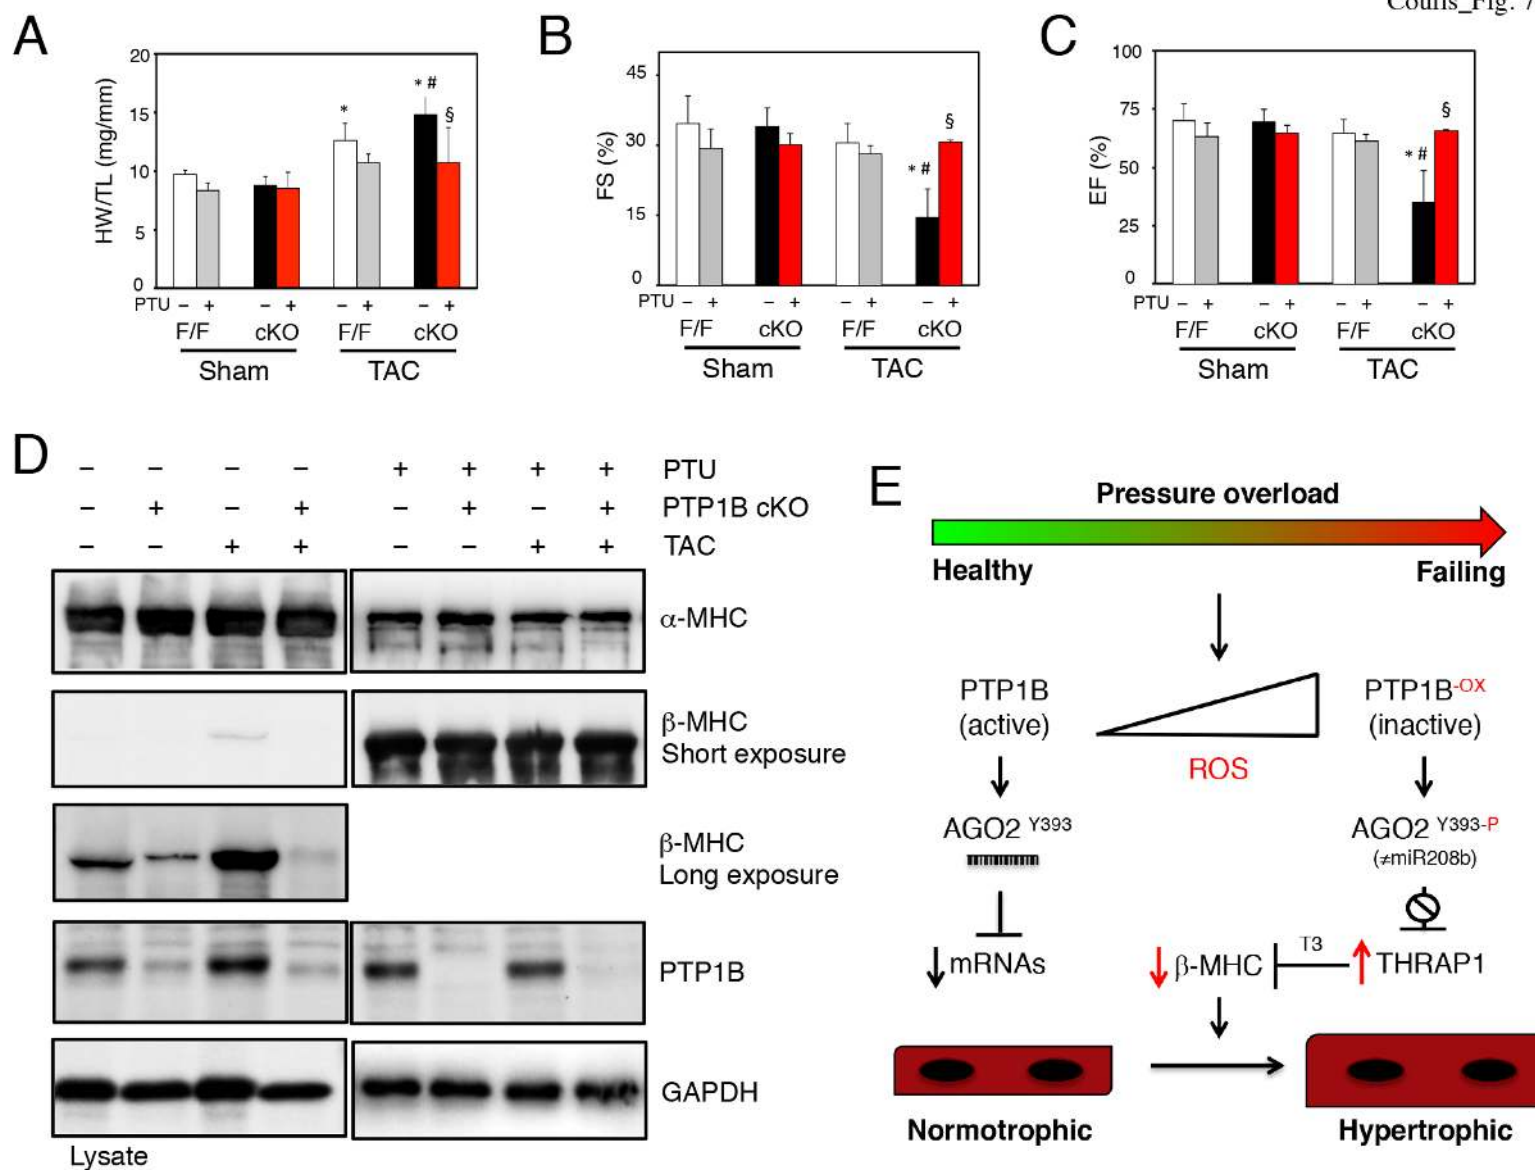 Coulis_Fig. 7
A
20
15
10
5
0
HW/TL (mg/mm)
*
* #
§
PTU – + – + – + – +
F/F cKO F/F cKO
Sham TAC
B
45
30
15
0
FS (%)
* #
§
PTU – + – + – + – +
F/F cKO F/F cKO
Sham TAC
C
100
75
50
25
0
EF (%)
* #
§
PTU – + – + – + – +
F/F cKO F/F cKO
Sham TAC
D
– – – – + + + + PTU
– + – + – + – + PTP1B cKO
– – + + – – + + TAC
α-MHC
β-MHC
Short exposure
β-MHC
Long exposure
PTP1B
GAPDH
Lysate
E
Pressure overload
Healthy
Failing
PTP1B
(active)
ROS
PTP1B-OX
(inactive)
AGO2 Y393
AGO2 Y393-P
(≠miR208b)
mRNAs
β-MHC
T3
THRAP1
Normotrophic
Hypertrophic